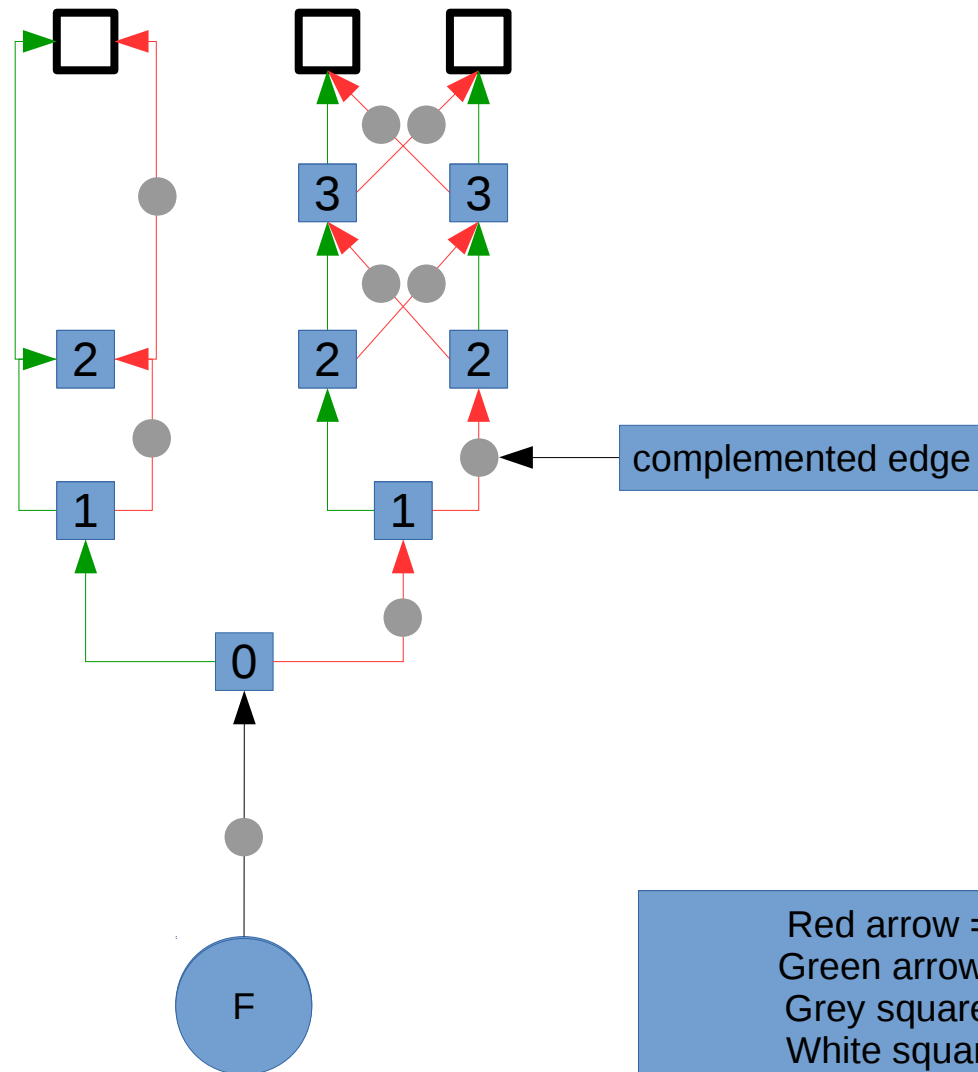 3 3
2 2 2
complemented edge
1 1
0
F
Red arrow =
Green arrow
Grey square
White squar